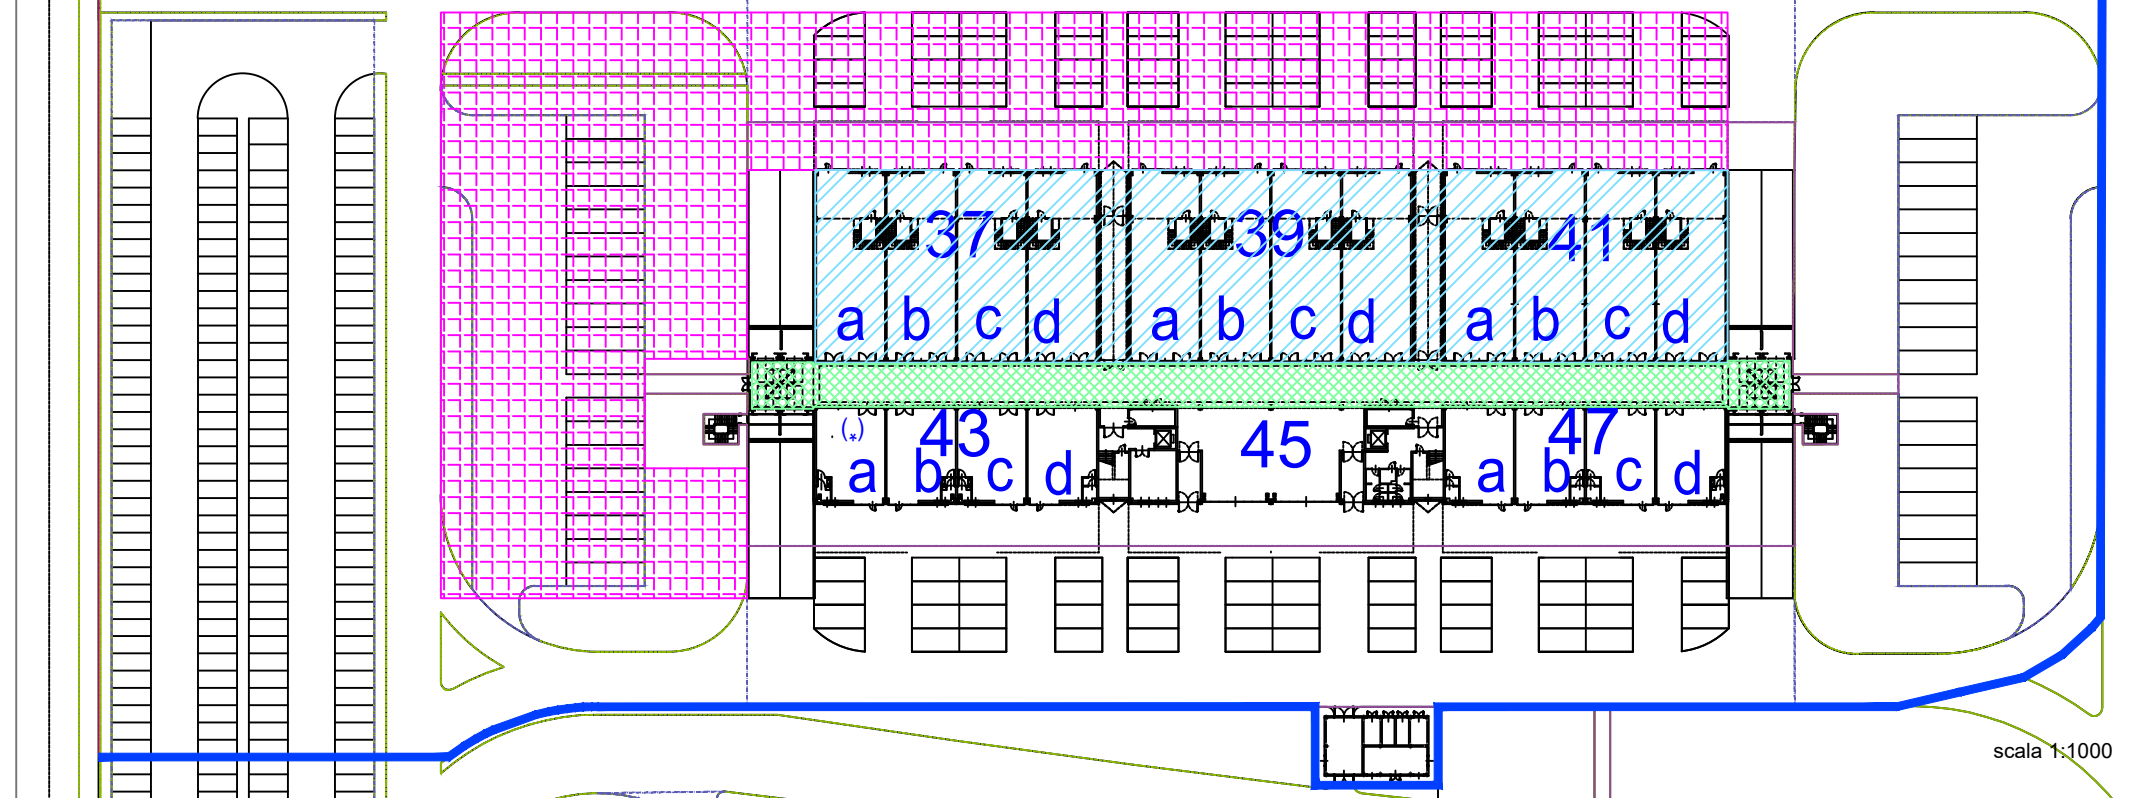 37 39 41
a b c d a b c d a b c d
(*) 43 45 47
a b c d a b c d
scala 1:1000